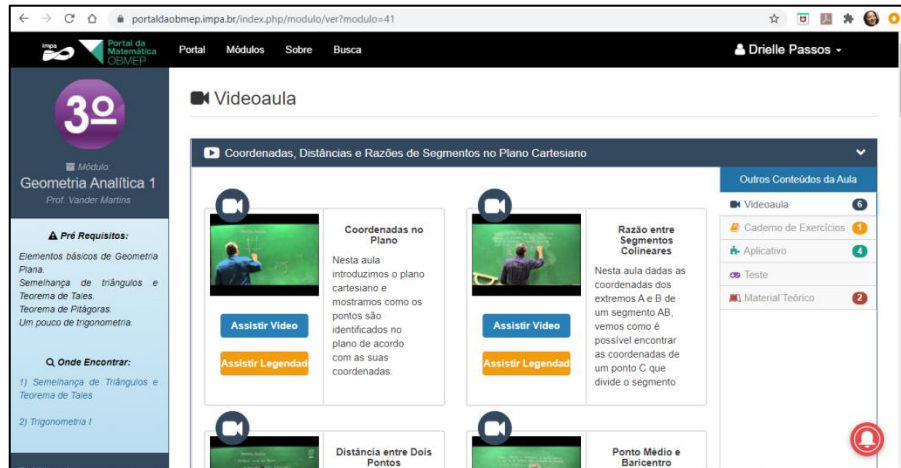 portaldaobmep.impa.br/index.php/modulo/ver?modulo=41
impa
Portal da
Matemática
OBMEP
Portal Módulos Sobre Busca
Drielle Passos
3º
Módulo:
Geometria Analítica 1
Prof. Vander Martins
Pré Requisitos:
Elementos básicos de Geometria
Plana.
Semelhança de triângulos e
Teorema de Tales.
Teorema de Pitágoras.
Um pouco de trigonometria.
Onde Encontrar:
1) Semelhança de Triângulos e
Teorema de Tales
2) Trigonometria I
Videoaula
Coordenadas, Distâncias e Razões de Segmentos no Plano Cartesiano
Coordenadas no
Plano
Nesta aula
introduzimos o plano
cartesiano e
mostramos como os
pontos são
identificados no
plano de acordo
com as suas
coordenadas.
Assistir Video
Assistir Legendad
Razão entre
Segmentos
Colineares
Nesta aula dadas as
coordenadas dos
extremos A e B de
um segmento AB,
vemos como é
possível encontrar
as coordenadas de
um ponto C que
divide o segmento
Assistir Video
Assistir Legendad
Distância entre Dois
Pontos
Ponto Médio e
Baricentro
Outros Conteúdos da Aula
Videoaula 6
Caderno de Exercícios 1
Aplicativo 4
Teste
Material Teórico 2